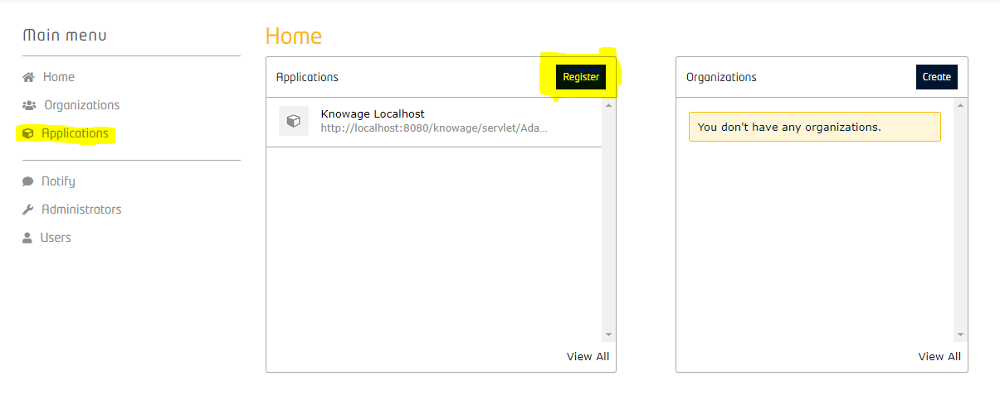 Main menu
Home
Organizations
Applications
Notify
Administrators
Users
Home
Applications
Register
Knowage Localhost
http://localhost:8080/knowage/servlet/Ada...
View All
Organizations
Create
You don't have any organizations.
View All